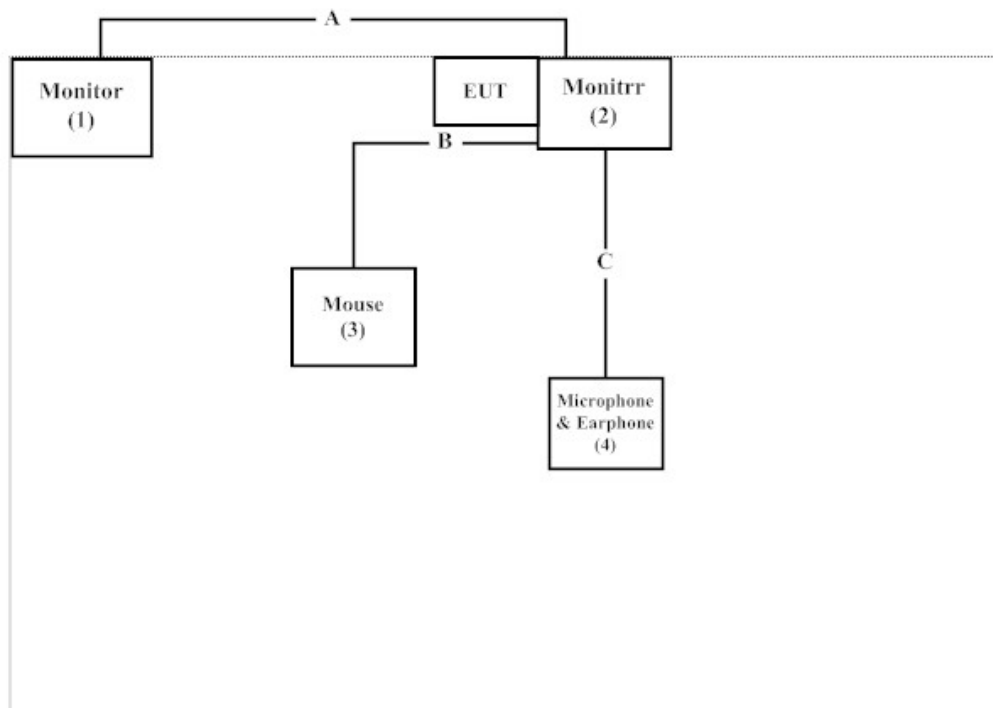 A
Monitor
(1)
EUT
Monitrr
(2)
B
C
Mouse
(3)
Microphone
& Earphone
(4)